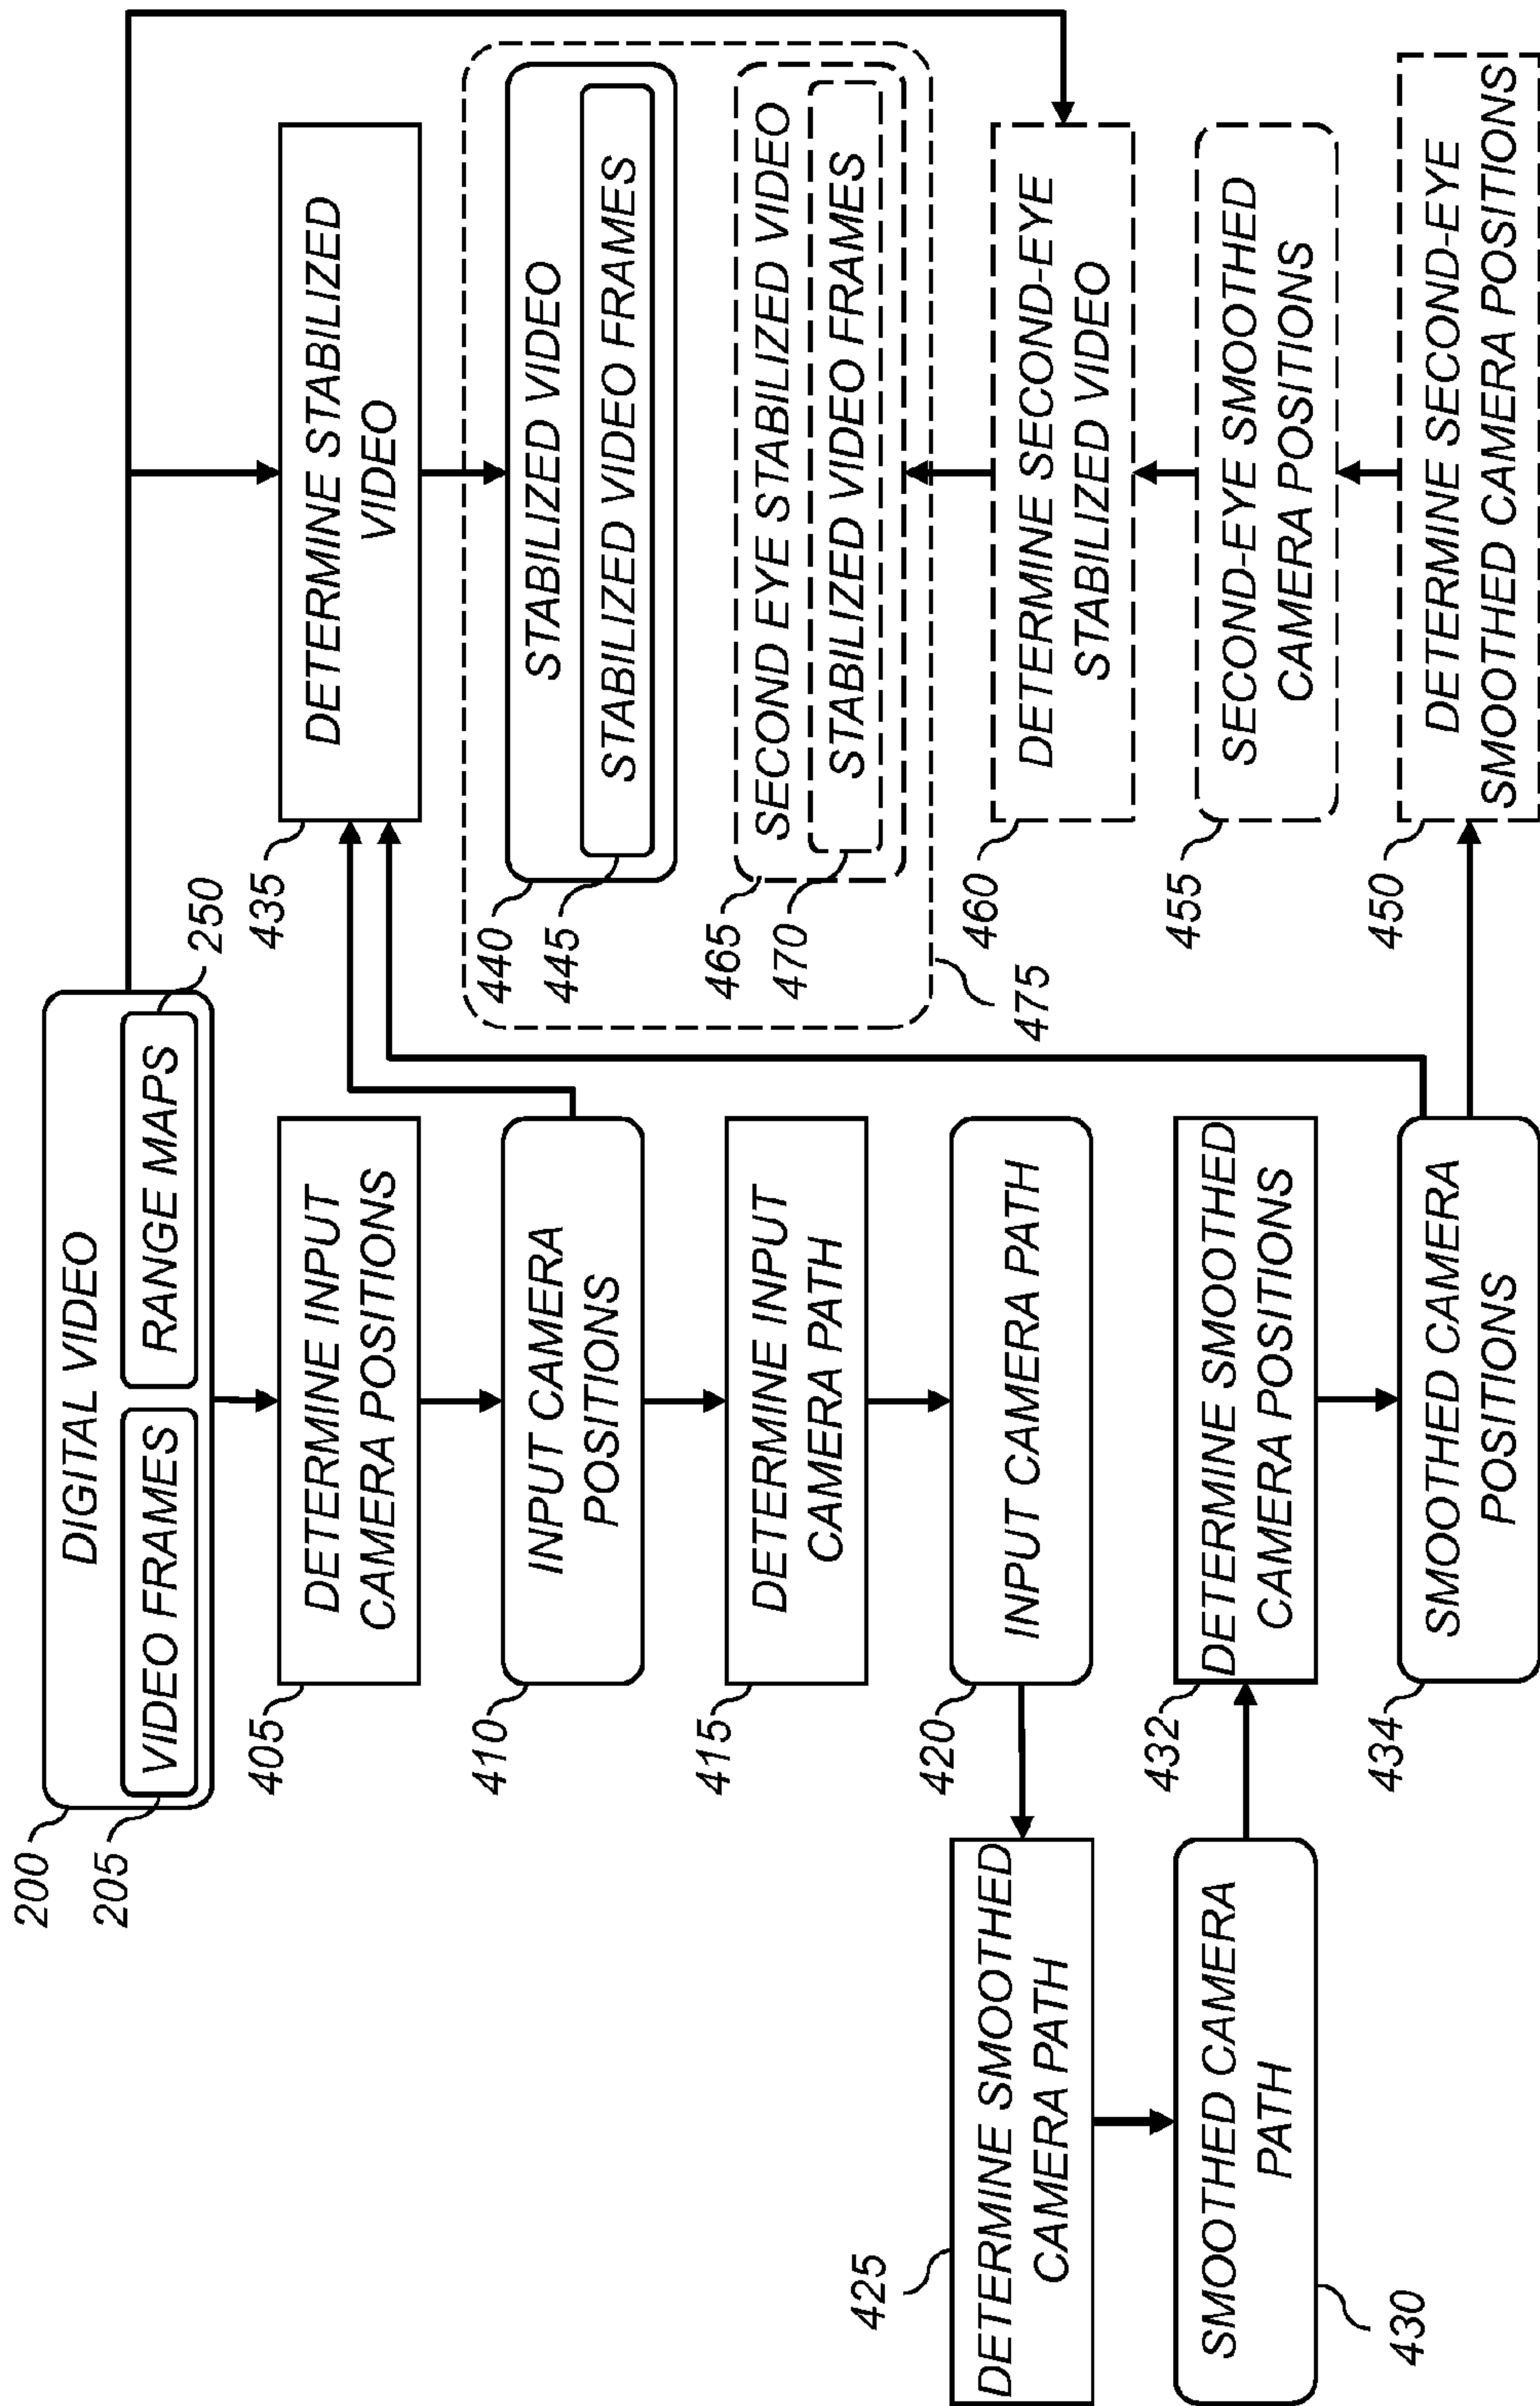 200
DIGITAL VIDEO
205
VIDEO FRAMES
RANGE MAPS
250
405
DETERMINE INPUT
CAMERA POSITIONS
410
INPUT CAMERA
POSITIONS
415
DETERMINE INPUT
CAMERA PATH
420
INPUT CAMERA PATH
425
DETERMINE SMOOTHED
CAMERA PATH
430
SMOOTHED CAMERA
PATH
432
DETERMINE SMOOTHED
CAMERA POSITIONS
434
SMOOTHED CAMERA
POSITIONS
435
DETERMINE STABILIZED
VIDEO
440
STABILIZED VIDEO
445
STABILIZED VIDEO FRAMES
465
SECOND EYE STABILIZED VIDEO
470
STABILIZED VIDEO FRAMES
475
460
DETERMINE SECOND-EYE
STABILIZED VIDEO
455
SECOND-EYE SMOOTHED
CAMERA POSITIONS
450
DETERMINE SECOND-EYE
SMOOTHED CAMERA POSITIONS